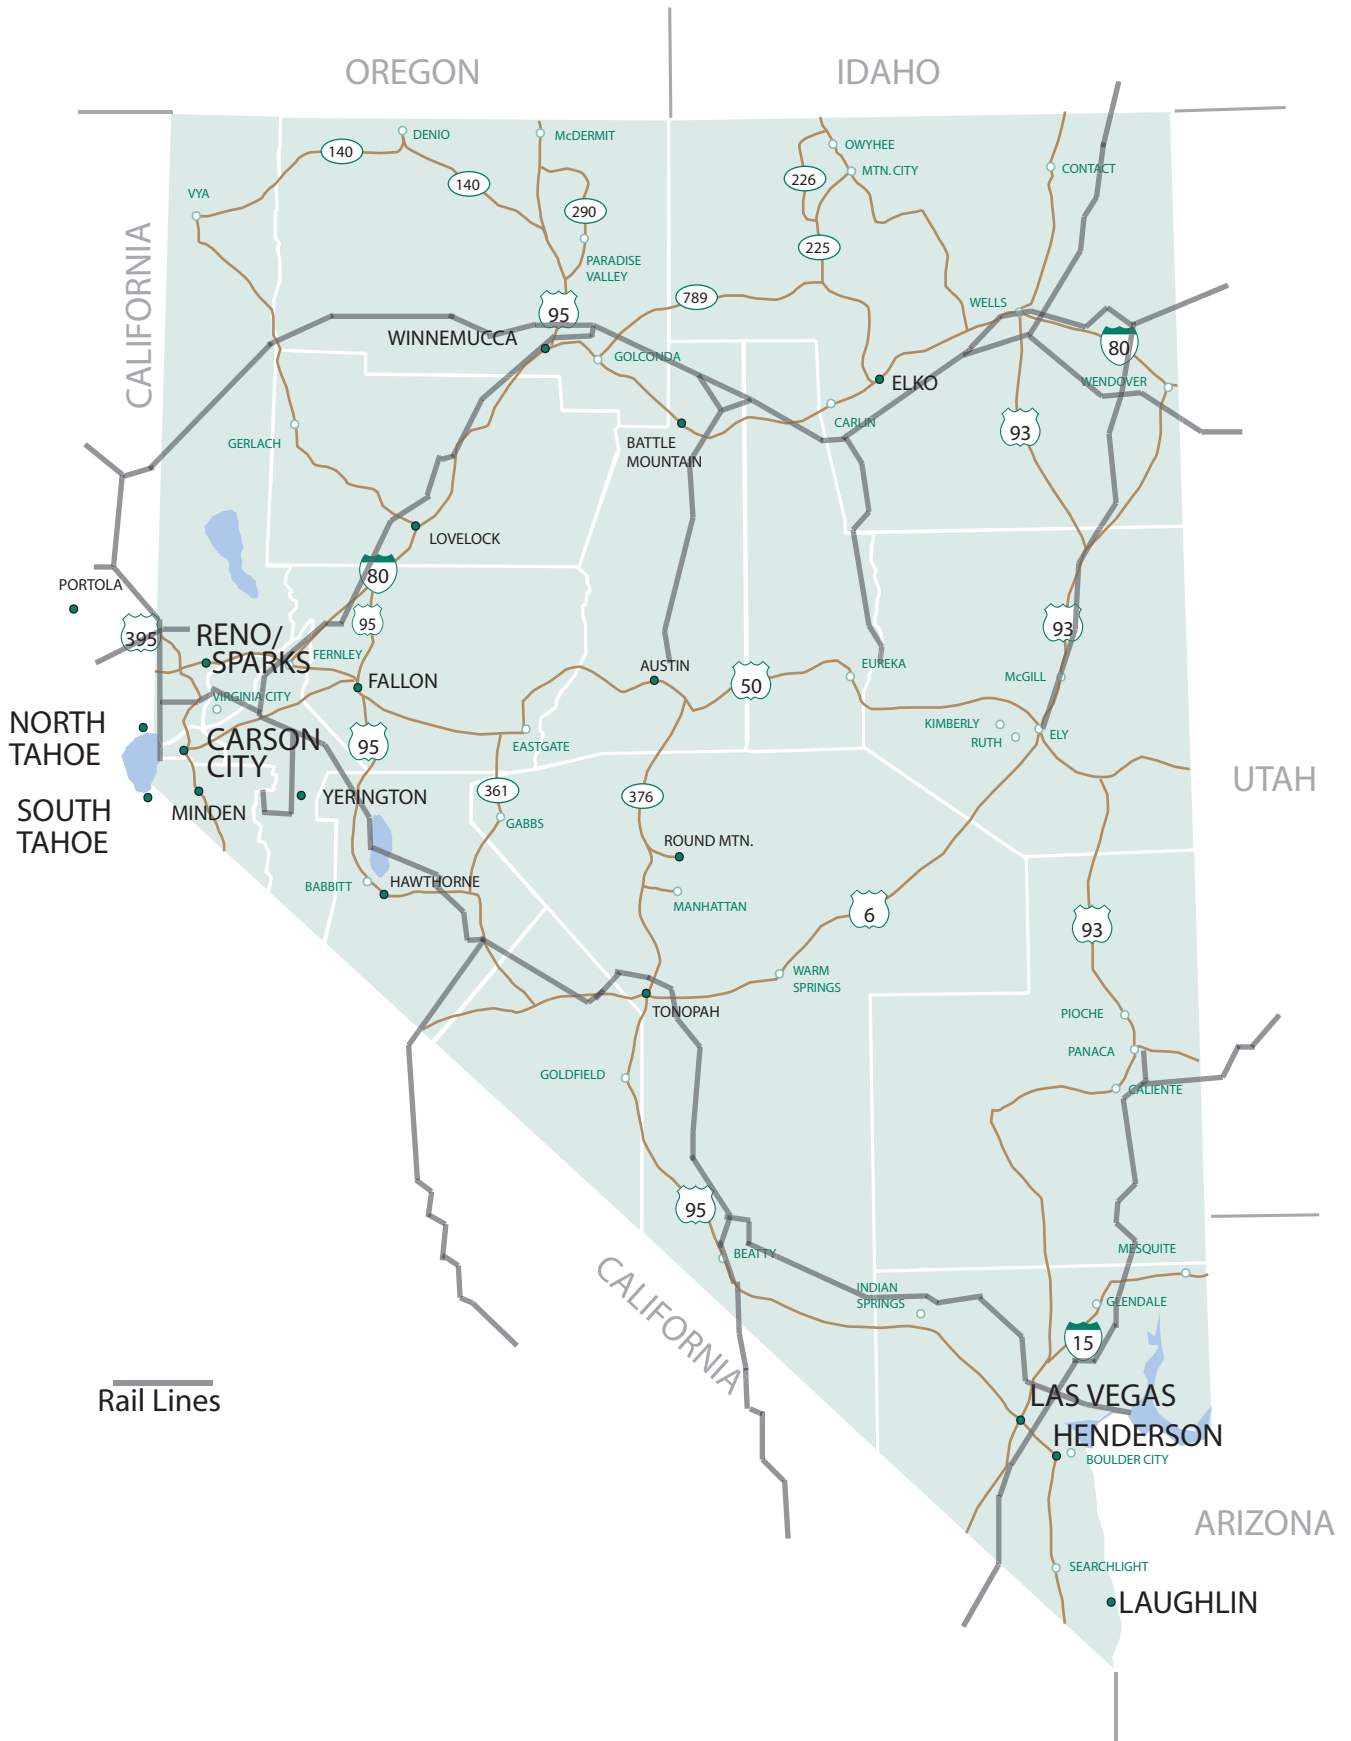 OREGON
IDAHO
DENIO
McDERMIT
140
OWYHEE
MTN. CITY
CONTACT
140
226
VYA
290
225
CALIFORNIA
PARADISE
VALLEY
789
WELLS
95
WINNEMUCCA
80
GOLCONDA
ELKO
WENDOVER
CARLIN
93
GERLACH
BATTLE
MOUNTAIN
LOVELOCK
80
PORTOLA
95
395
RENO/
SPARKS
93
FERNLEY
AUSTIN
EUREKA
McGILL
FALLON
50
VIRGINIA CITY
NORTH
TAHOE
KIMBERLY
RUTH
ELY
CARSON
CITY
95
EASTGATE
UTAH
361
376
YERINGTON
SOUTH
TAHOE
MINDEN
GABBS
ROUND MTN.
BABBITT
HAWTHORNE
MANHATTAN
6
93
WARM
SPRINGS
TONOPAH
PIOCHE
PANACA
GOLDFIELD
CALIENTE
95
BEATTY
MESQUITE
CALIFORNIA
INDIAN
SPRINGS
GLENDALE
15
Rail Lines
LAS VEGAS
HENDERSON
BOULDER CITY
ARIZONA
SEARCHLIGHT
LAUGHLIN